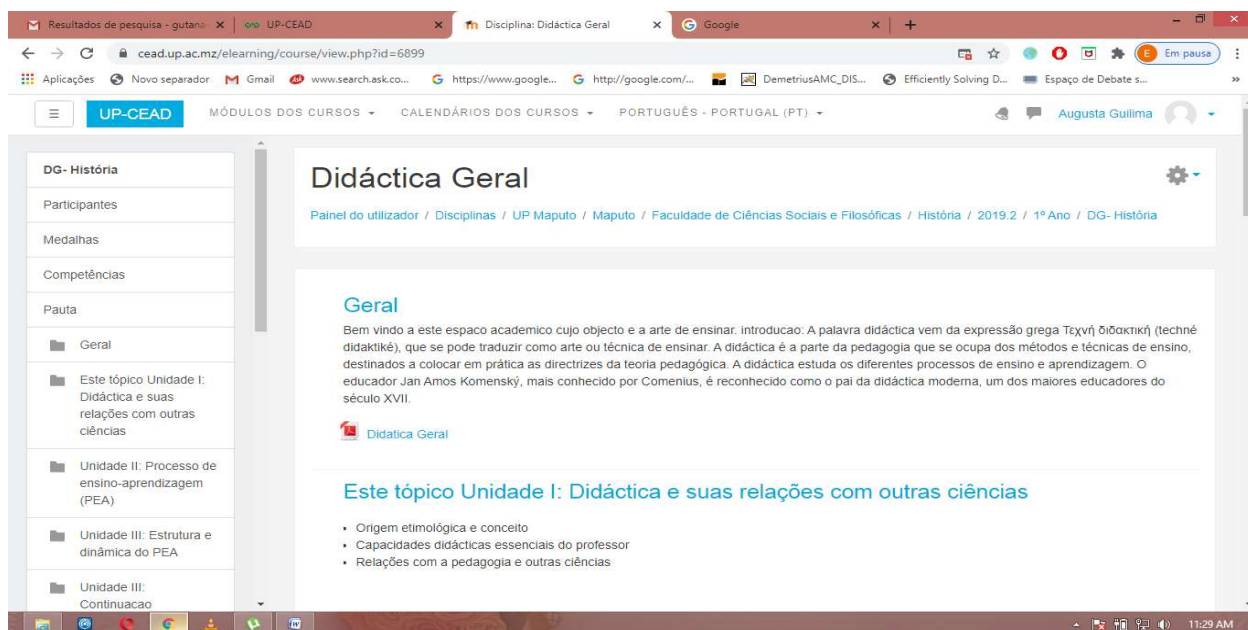 Resultados de pesquisa - gutana
UP-CEAD
Disciplina: Didáctica Geral
Google
cead.up.ac.mz/elearning/course/view.php?id=6899
E Em pausa
Aplicações
Novo separador
Gmail
www.search.ask.co...
https://www.google...
http://google.com/...
DemetriusAMC_DIS...
Efficiently Solving D...
Espaço de Debate s...
UP-CEAD
MÓDULOS DOS CURSOS
CALENDÁRIOS DOS CURSOS
PORTUGUÊS - PORTUGAL (PT)
Augusta Guilima
DG- História
Participantes
Medalhas
Competências
Pauta
Geral
Este tópico Unidade I:
Didáctica e suas
relações com outras
ciências
Unidade II: Processo de
ensino-aprendizagem
(PEA)
Unidade III: Estrutura e
dinâmica do PEA
Unidade III:
Continuacao
Didáctica Geral
Painel do utilizador / Disciplinas / UP Maputo / Maputo / Faculdade de Ciências Sociais e Filosóficas / História / 2019.2 / 1º Ano / DG- História
Geral
Bem vindo a este espaco academico cujo objecto e a arte de ensinar. introducao: A palavra didáctica vem da expressão grega Τεχνή διδακτική (techné
didaktiké), que se pode traduzir como arte ou técnica de ensinar. A didáctica é a parte da pedagogia que se ocupa dos métodos e técnicas de ensino,
destinados a colocar em prática as directrizes da teoria pedagógica. A didáctica estuda os diferentes processos de ensino e aprendizagem. O
educador Jan Amos Komenský, mais conhecido por Comenius, é reconhecido como o pai da didáctica moderna, um dos maiores educadores do
século XVII.
Didatica Geral
Este tópico Unidade I: Didáctica e suas relações com outras ciências
• Origem etimológica e conceito
• Capacidades didácticas essenciais do professor
• Relações com a pedagogia e outras ciências
11:29 AM